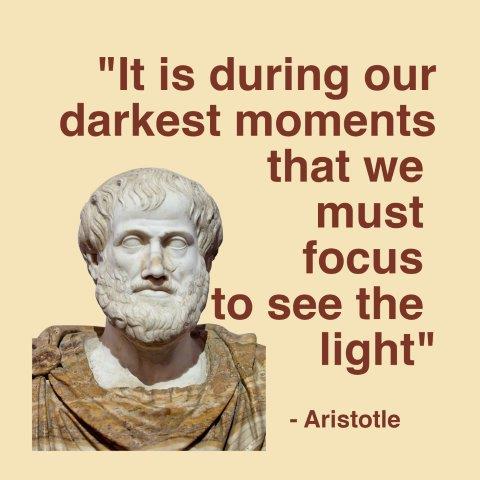 "It is during our
darkest moments
that we
must
focus
to see the
light"
- Aristotle